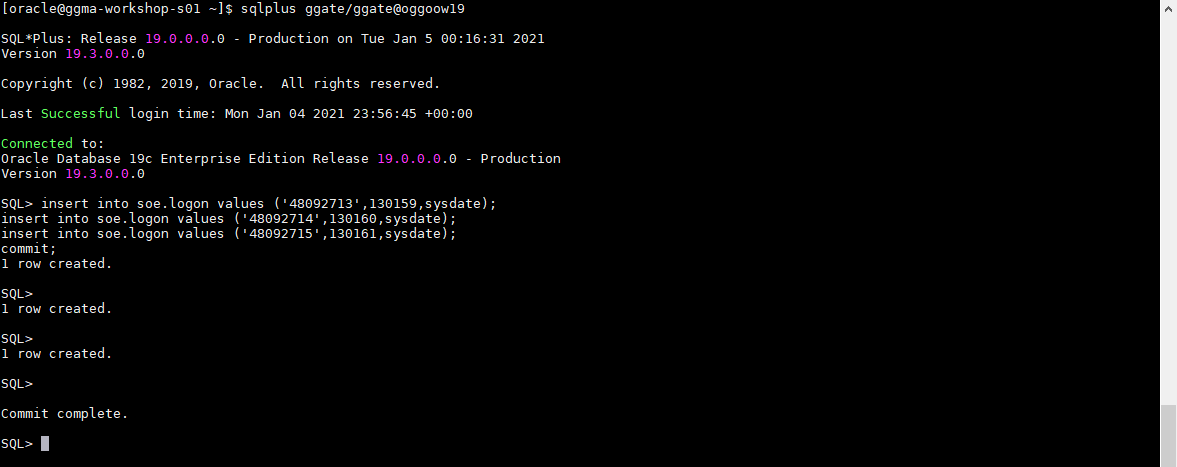 [oracle@ggma-workshop-s01 ~]$ sqlplus ggate/ggate@oggoow19
SQL*Plus: Release 19.0.0.0.0 - Production on Tue Jan 5 00:16:31 2021
Version 19.3.0.0.0
Copyright (c) 1982, 2019, Oracle.  All rights reserved.
Last Successful login time: Mon Jan 04 2021 23:56:45 +00:00
Connected to:
Oracle Database 19c Enterprise Edition Release 19.0.0.0.0 - Production
Version 19.3.0.0.0
SQL> insert into soe.logon values ('48092713',130159,sysdate);
insert into soe.logon values ('48092714',130160,sysdate);
insert into soe.logon values ('48092715',130161,sysdate);
commit;
1 row created.
SQL>
1 row created.
SQL>
1 row created.
SQL>
Commit complete.
SQL>